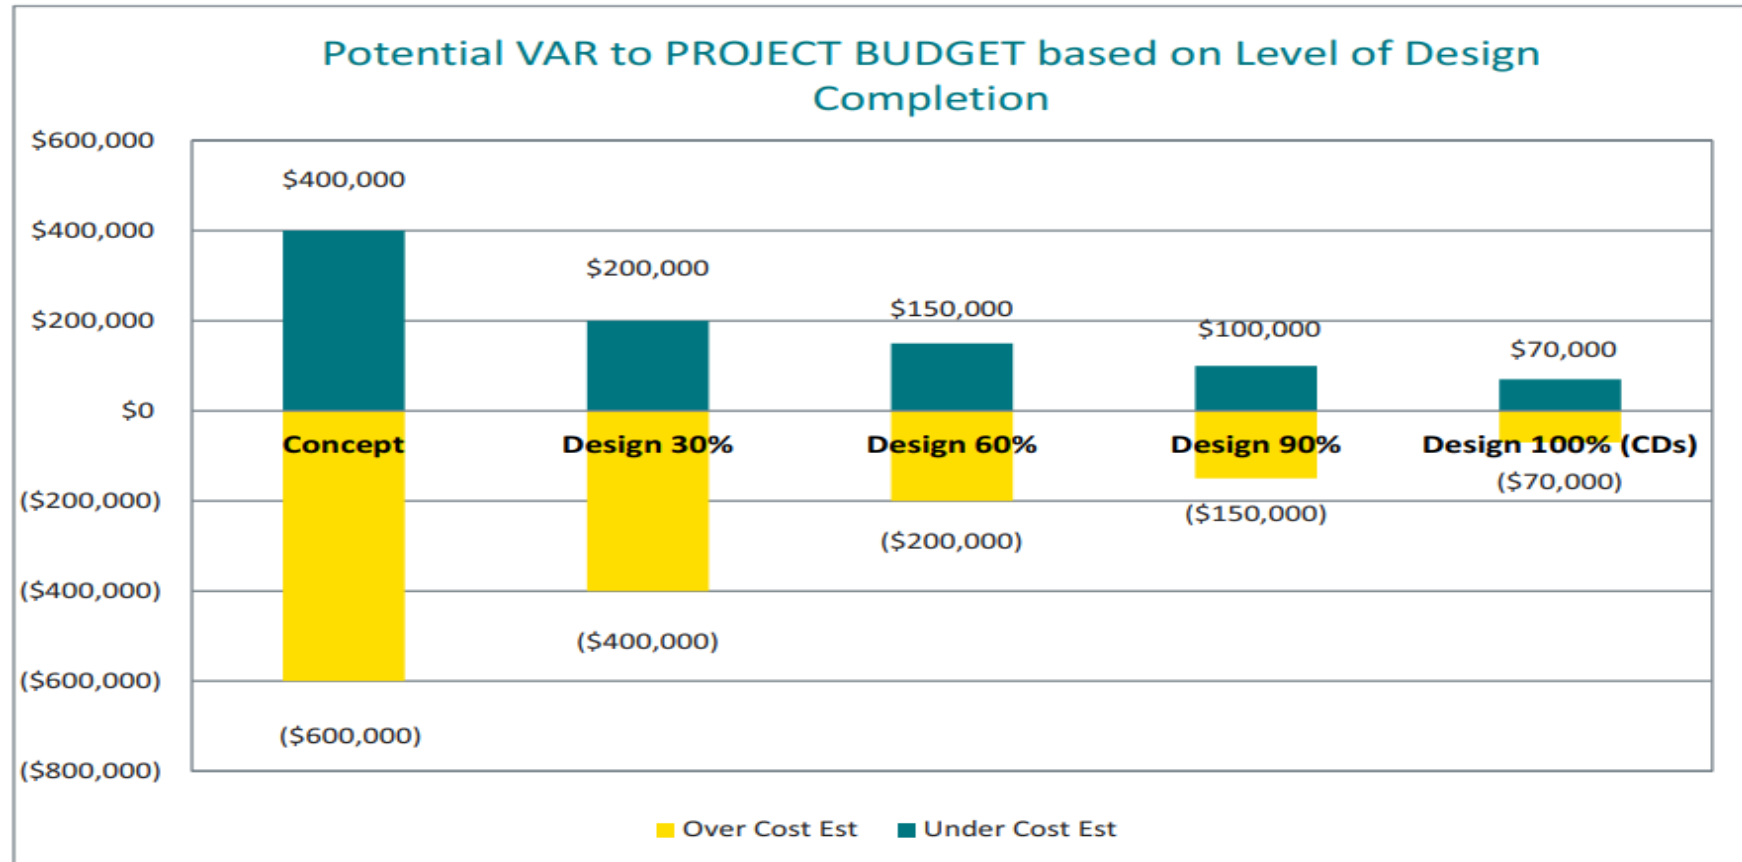 Potential VAR to PROJECT BUDGET based on Level of Design
Completion
$600,000
$400,000
$200,000
$0
($200,000)
($400,000)
($600,000)
($800,000)
$400,000
$200,000
$150,000
$100,000
$70,000
Concept
Design 30%
Design 60%
Design 90%
Design 100% (CDs)
($600,000)
($400,000)
($200,000)
($150,000)
($70,000)
Over Cost Est
Under Cost Est